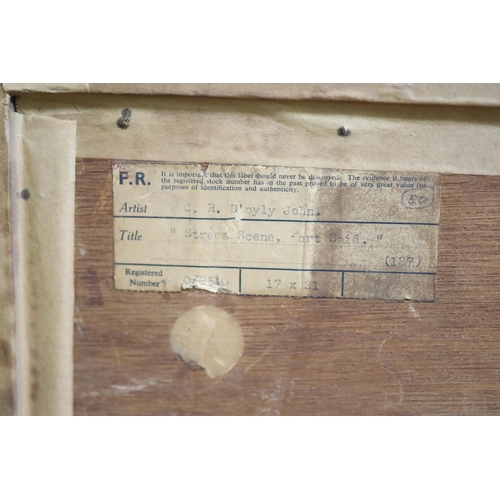 F.R. It is important that this label should never be destroyed. The evidence it bears of
the registered stock number has in the past proved to be of very great value for
purposes of identification and authenticity.
50
Artist C. R. D'oyly John.
Title " Street Scene, Port Said. "
(127)
Registered
Number 17 x 21